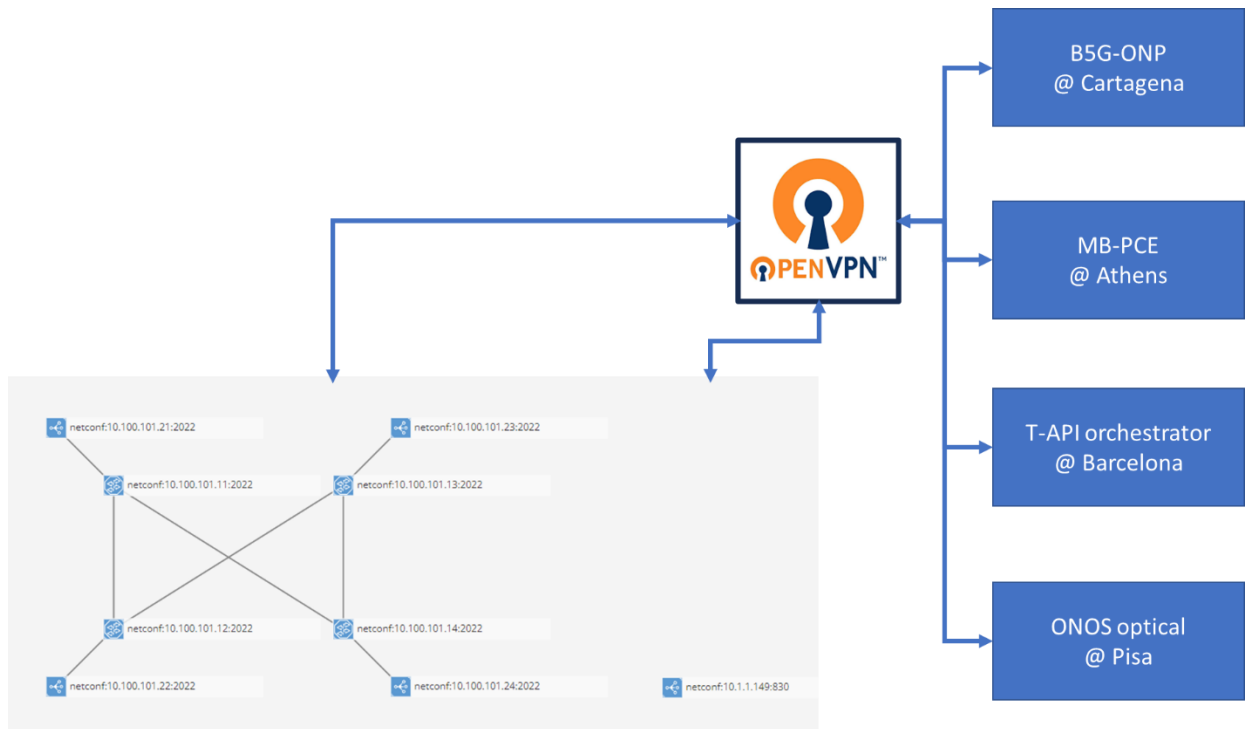 B5G-ONP
@ Cartagena
OPENVPN™
MB-PCE
@ Athens
T-API orchestrator
@ Barcelona
ONOS optical
@ Pisa
netconf:10.100.101.21:2022
netconf:10.100.101.23:2022
netconf:10.100.101.11:2022
netconf:10.100.101.13:2022
netconf:10.100.101.12:2022
netconf:10.100.101.14:2022
netconf:10.100.101.22:2022
netconf:10.100.101.24:2022
netconf:10.1.1.149:830